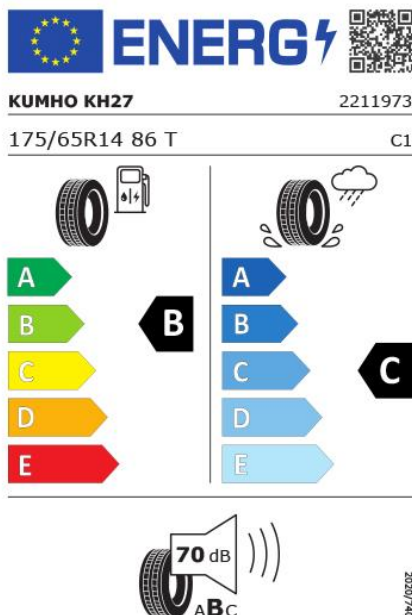 ENERG
KUMHO KH27 2211973
175/65R14 86 T C1
A
B
C
D
E
B
A
B
C
D
E
C
70 dB
ABC